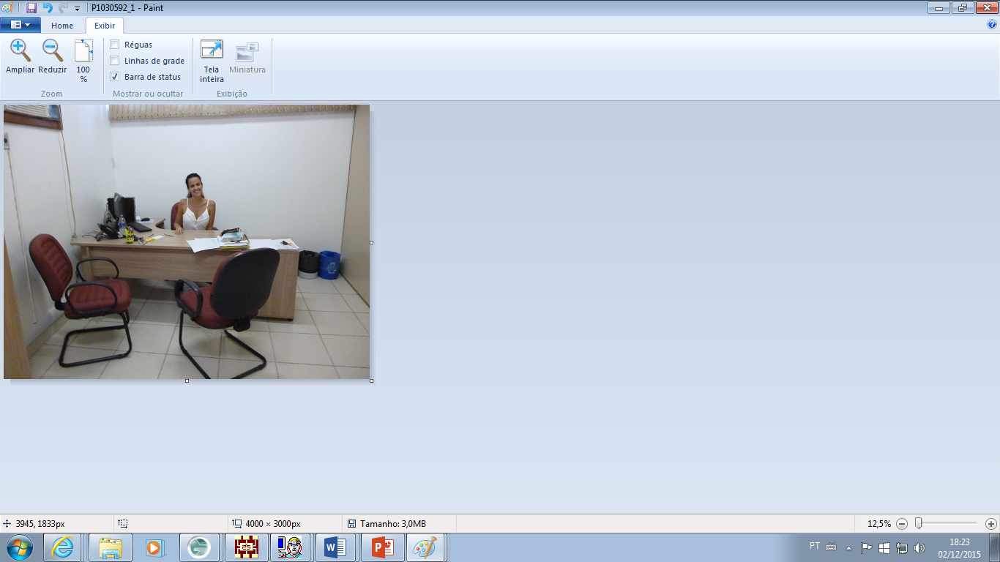 P1030592_1 - Paint
Home
Exibir
Ampliar
Reduzir
100
%
Zoom
Réguas
Linhas de grade
Barra de status
Mostrar ou ocultar
Tela
inteira
Miniatura
Exibição
3945, 1833px
4000 × 3000px
Tamanho: 3,0MB
12,5%
PT
18:23
02/12/2015